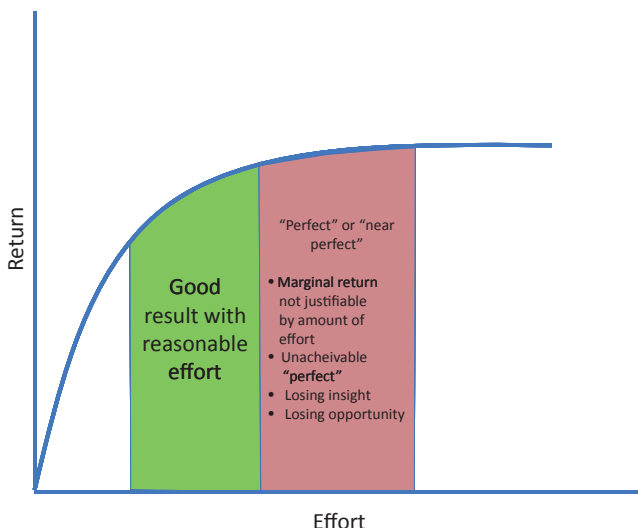 Return
Good
result with
reasonable
effort
“Perfect” or “near
perfect”
• Marginal return
not justifiable
by amount of
effort
• Unacheivable
“perfect”
• Losing insight
• Losing opportunity
Effort